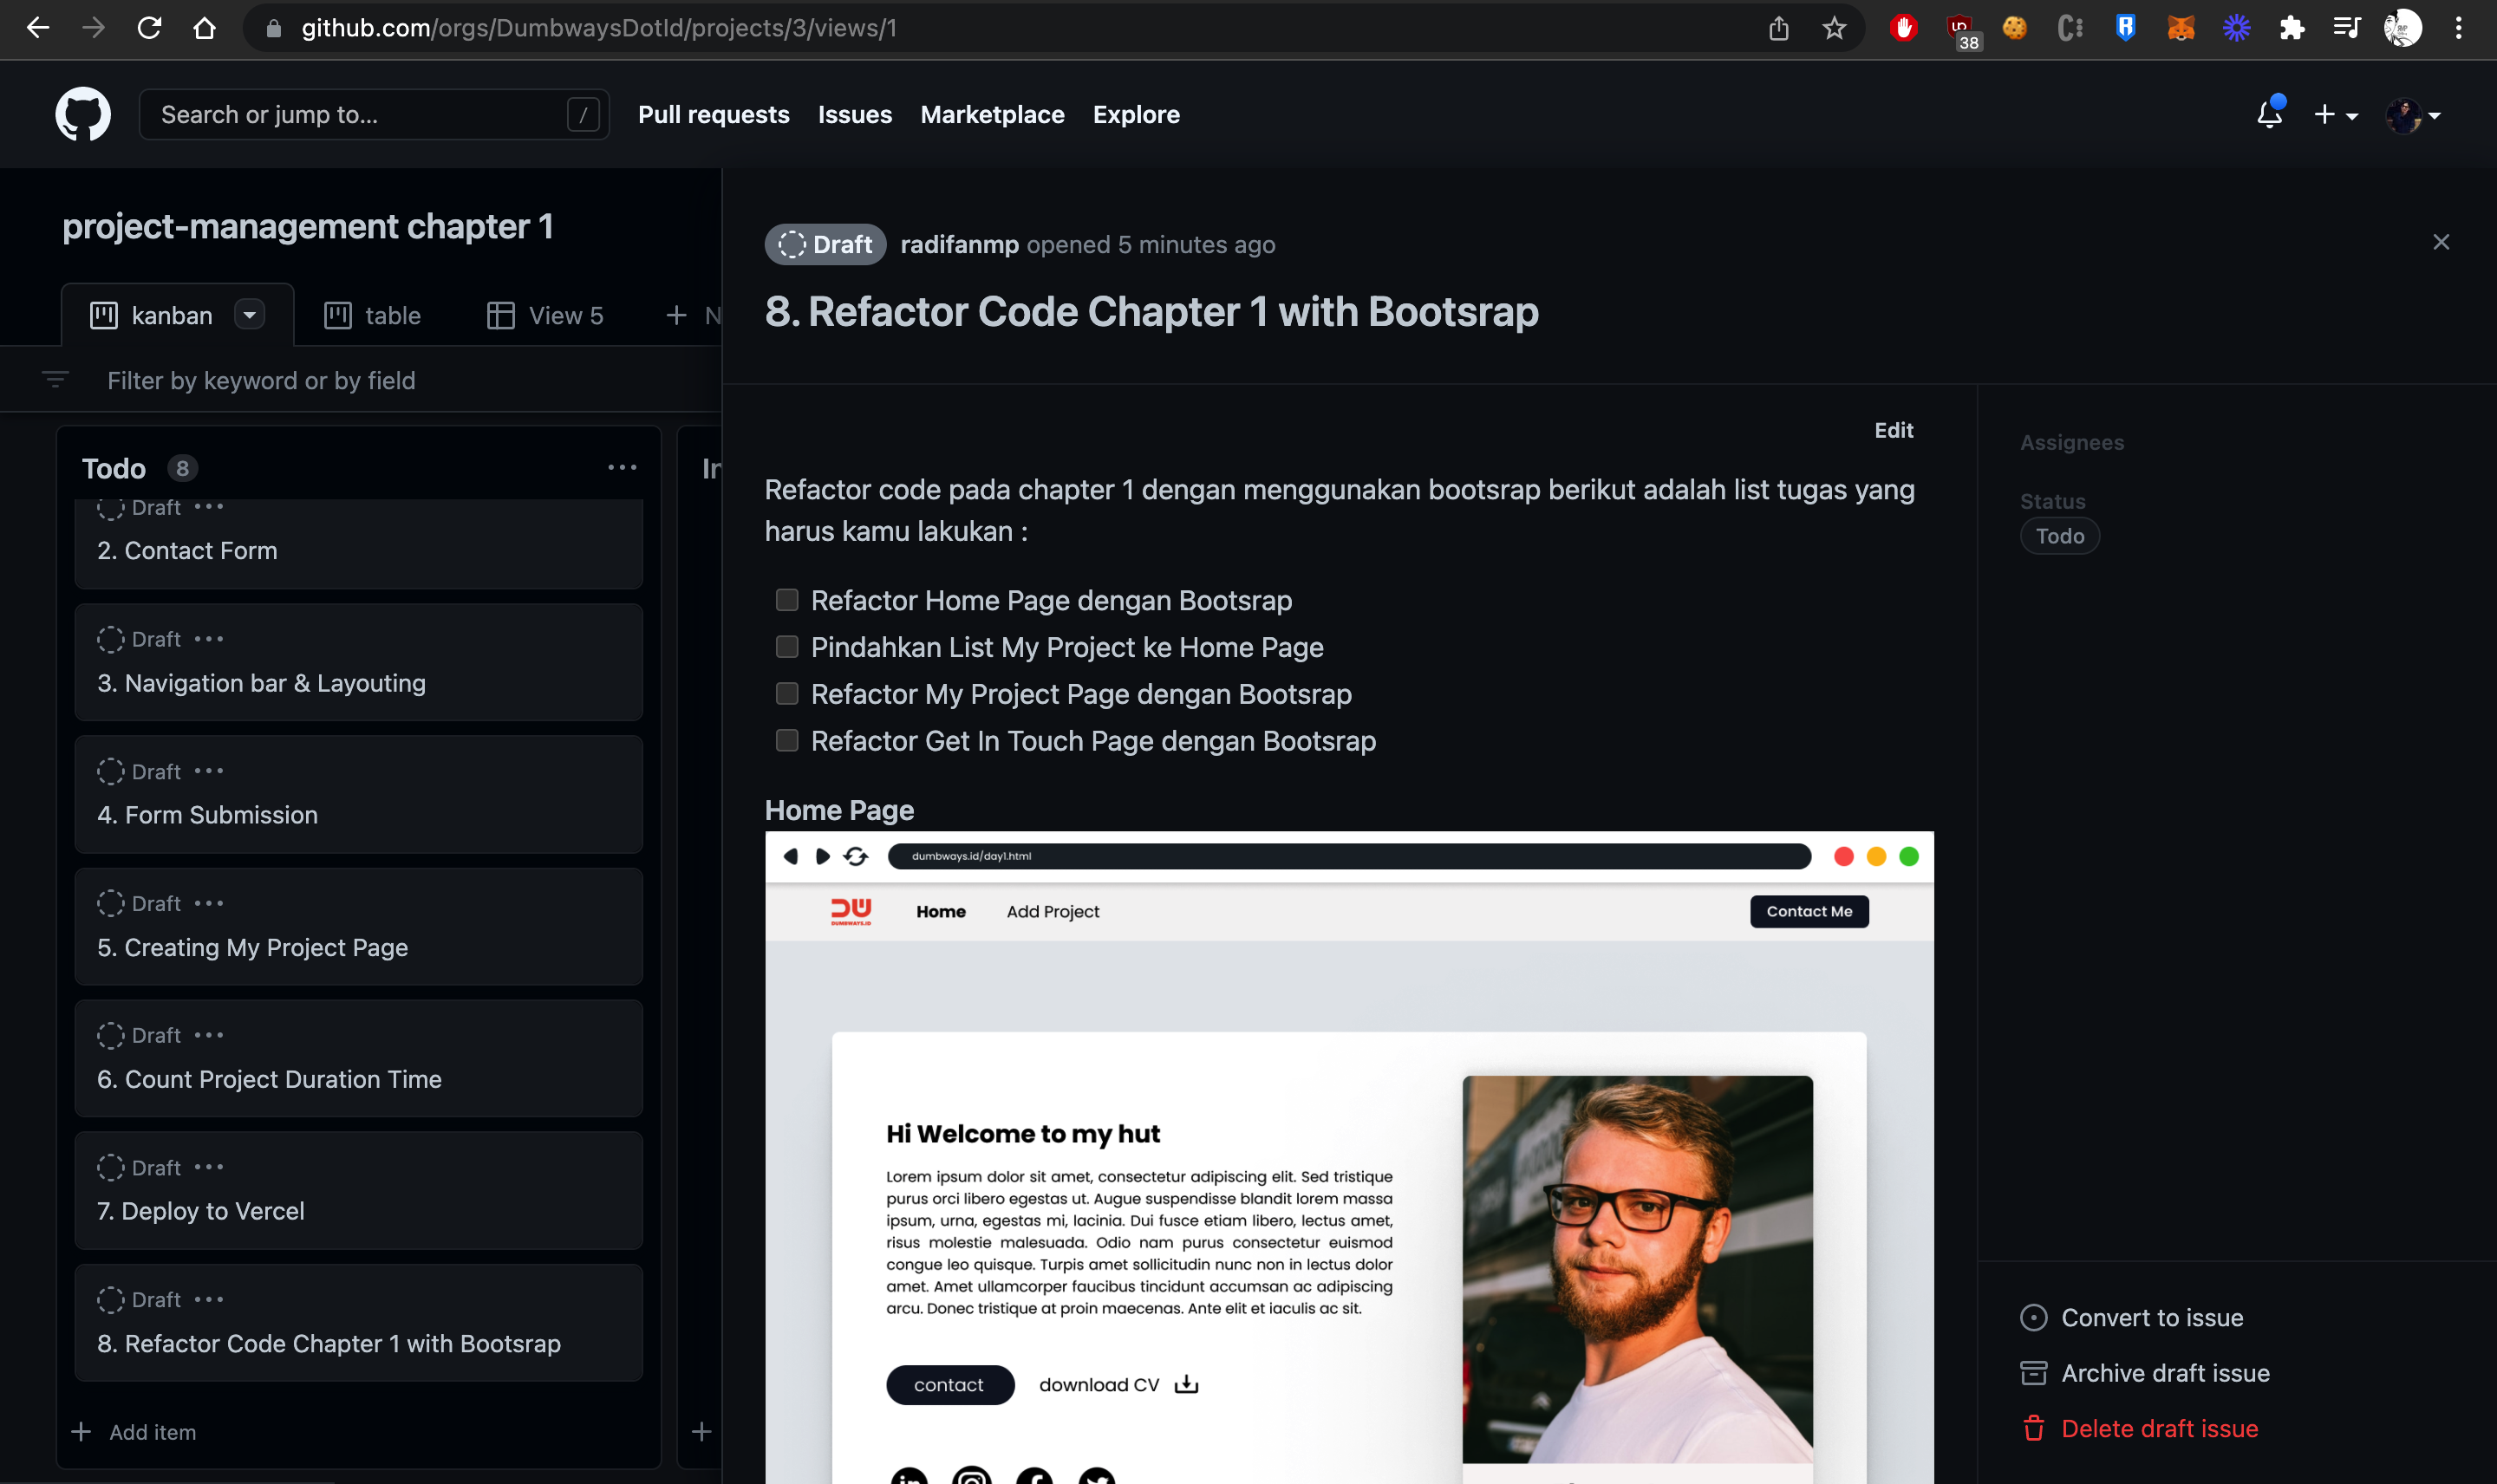 github.com/orgs/DumbwaysDotId/projects/3/views/1
38
Search or jump to...
/
Pull requests
Issues
Marketplace
Explore
project-management chapter 1
kanban
table
View 5
N
Filter by keyword or by field
Todo 8
Draft
2. Contact Form
Draft
3. Navigation bar & Layouting
Draft
4. Form Submission
Draft
5. Creating My Project Page
Draft
6. Count Project Duration Time
Draft
7. Deploy to Vercel
Draft
8. Refactor Code Chapter 1 with Bootsrap
Add item
In
Draft radifanmp opened 5 minutes ago
8. Refactor Code Chapter 1 with Bootsrap
Edit
Refactor code pada chapter 1 dengan menggunakan bootsrap berikut adalah list tugas yang
harus kamu lakukan :
Refactor Home Page dengan Bootsrap
Pindahkan List My Project ke Home Page
Refactor My Project Page dengan Bootsrap
Refactor Get In Touch Page dengan Bootsrap
Home Page
dumbways.id/day1.html
DW
DUMBWAYS.ID
Home
Add Project
Contact Me
Hi Welcome to my hut
Lorem ipsum dolor sit amet, consectetur adipiscing elit. Sed tristique
purus orci libero egestas ut. Augue suspendisse blandit lorem massa
ipsum, urna, egestas mi, lacinia. Dui fusce etiam libero, lectus amet,
risus molestie malesuada. Odio nam purus consectetur euismod
congue leo quisque. Turpis amet sollicitudin nunc non in lectus dolor
amet. Amet ullamcorper faucibus tincidunt accumsan ac adipiscing
arcu. Donec tristique at proin maecenas. Ante elit et iaculis ac sit.
contact
download CV
Assignees
Status
Todo
Convert to issue
Archive draft issue
Delete draft issue